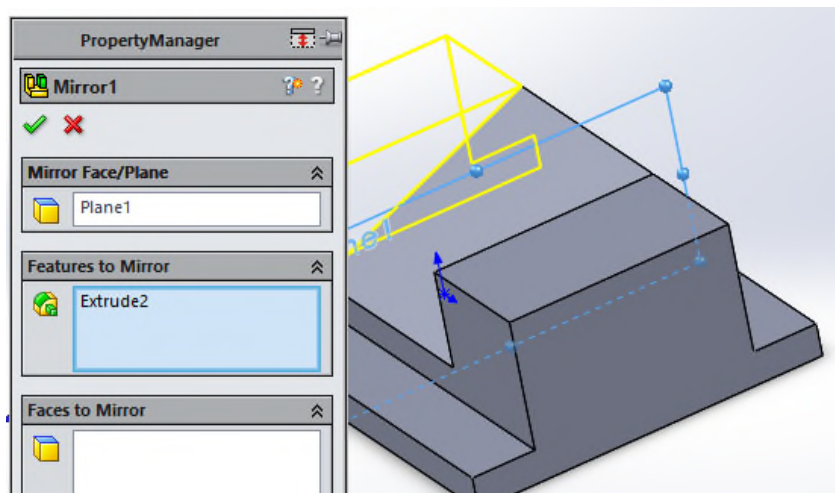 PropertyManager
Mirror1
Mirror Face/Plane
Plane1
Features to Mirror
Extrude2
Faces to Mirror